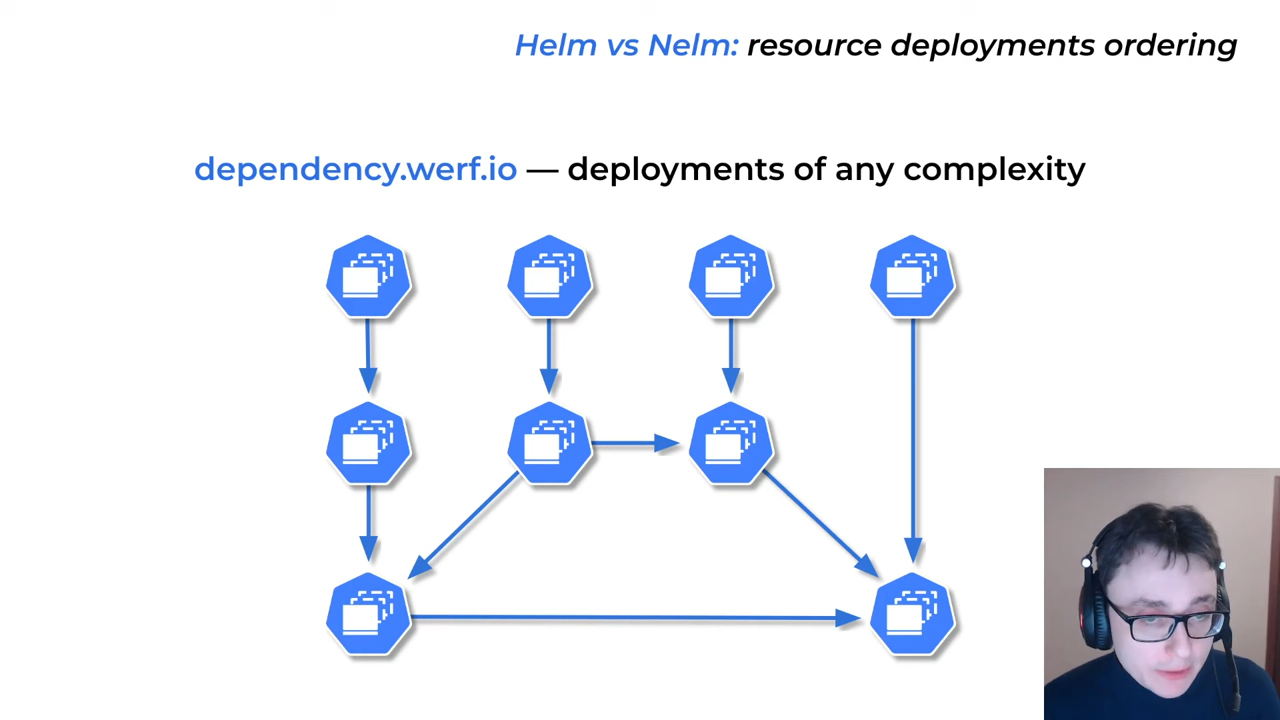 Helm vs Nelm: resource deployments ordering
dependency.werf.io — deployments of any complexity